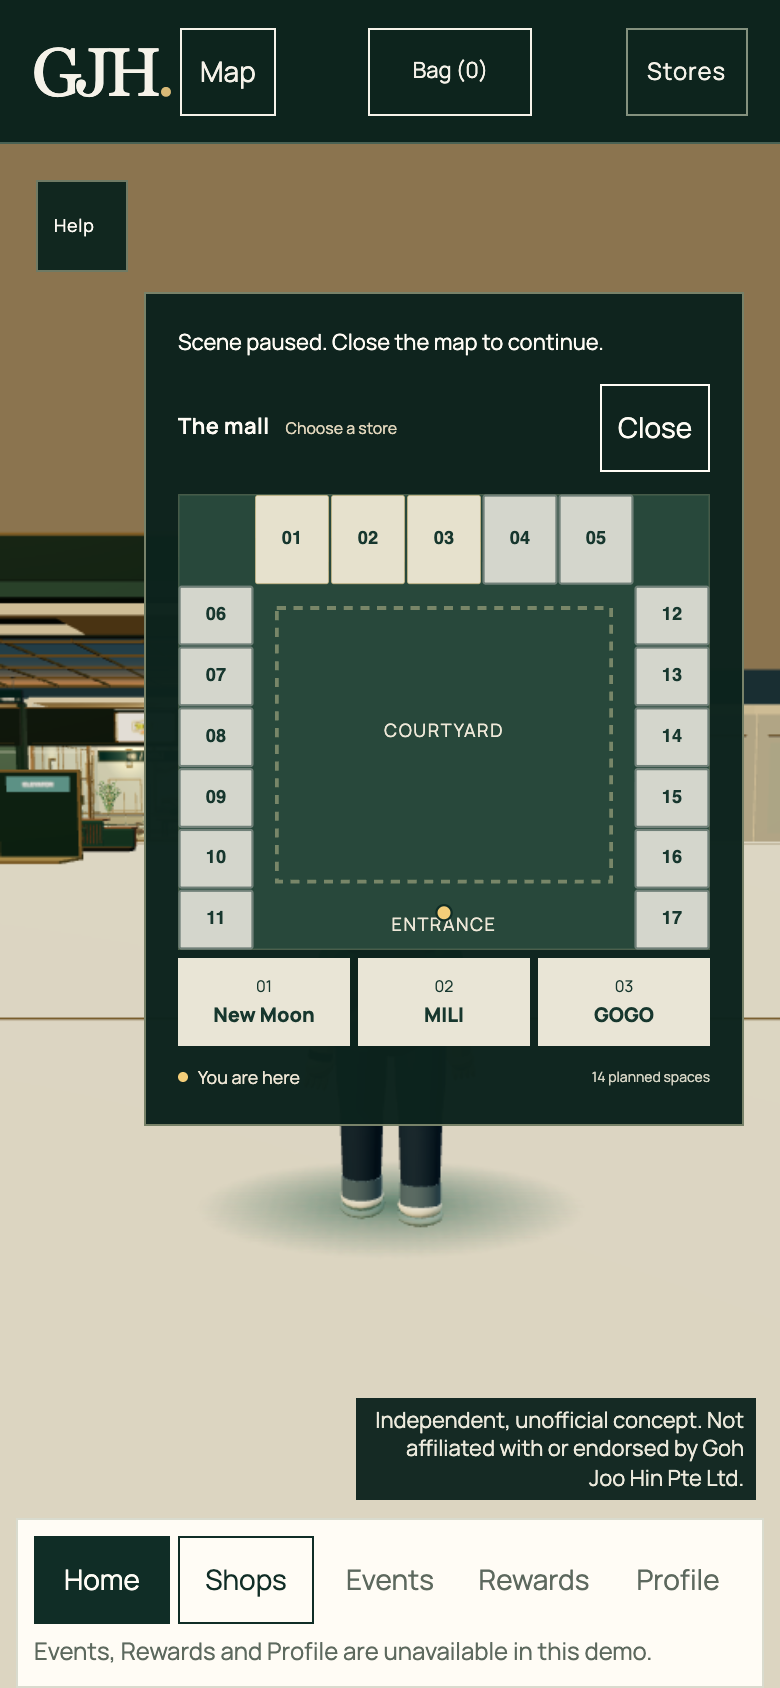 GJH.
Map
Bag (0)
Stores
Help
Scene paused. Close the map to continue.
The mall Choose a store
Close
01 02 03 04 05
06 12
07 13
COURTYARD
08 14
09 15
10 16
11 17
ENTRANCE
01
New Moon
02
MILI
03
GOGO
You are here
14 planned spaces
Independent, unofficial concept. Not
affiliated with or endorsed by Goh
Joo Hin Pte Ltd.
Home Shops Events Rewards Profile
Events, Rewards and Profile are unavailable in this demo.